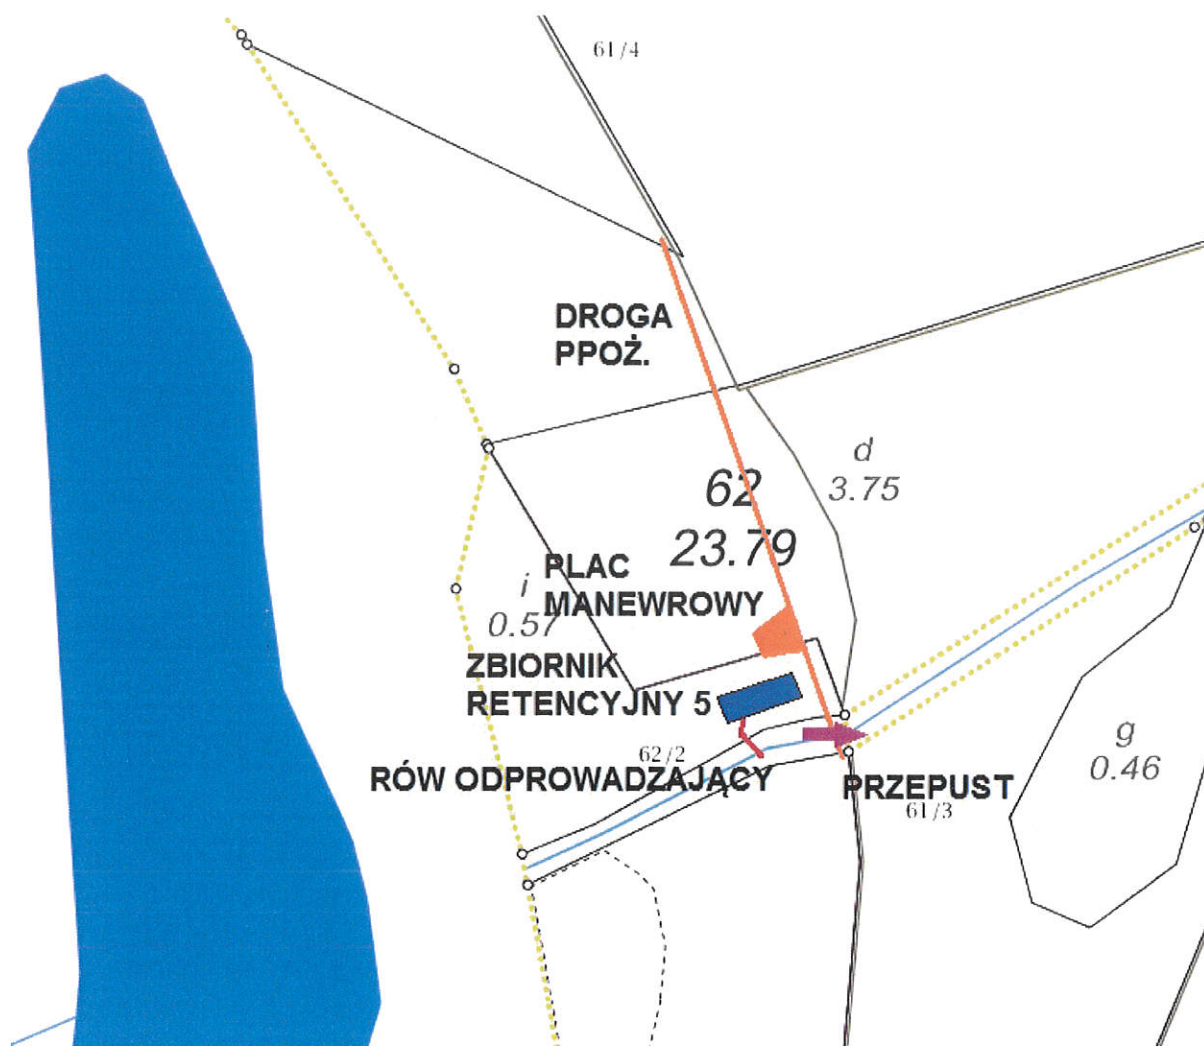 61/4
DROGA
PPOŻ.
d
3.75
62
23.79
PLAC
MANEWROWY
i
0.57
ZBIORNIK
RETENCYJNY 5
62/2
RÓW ODPROWADZAJĄCY
PRZEPUST
61/3
g
0.46